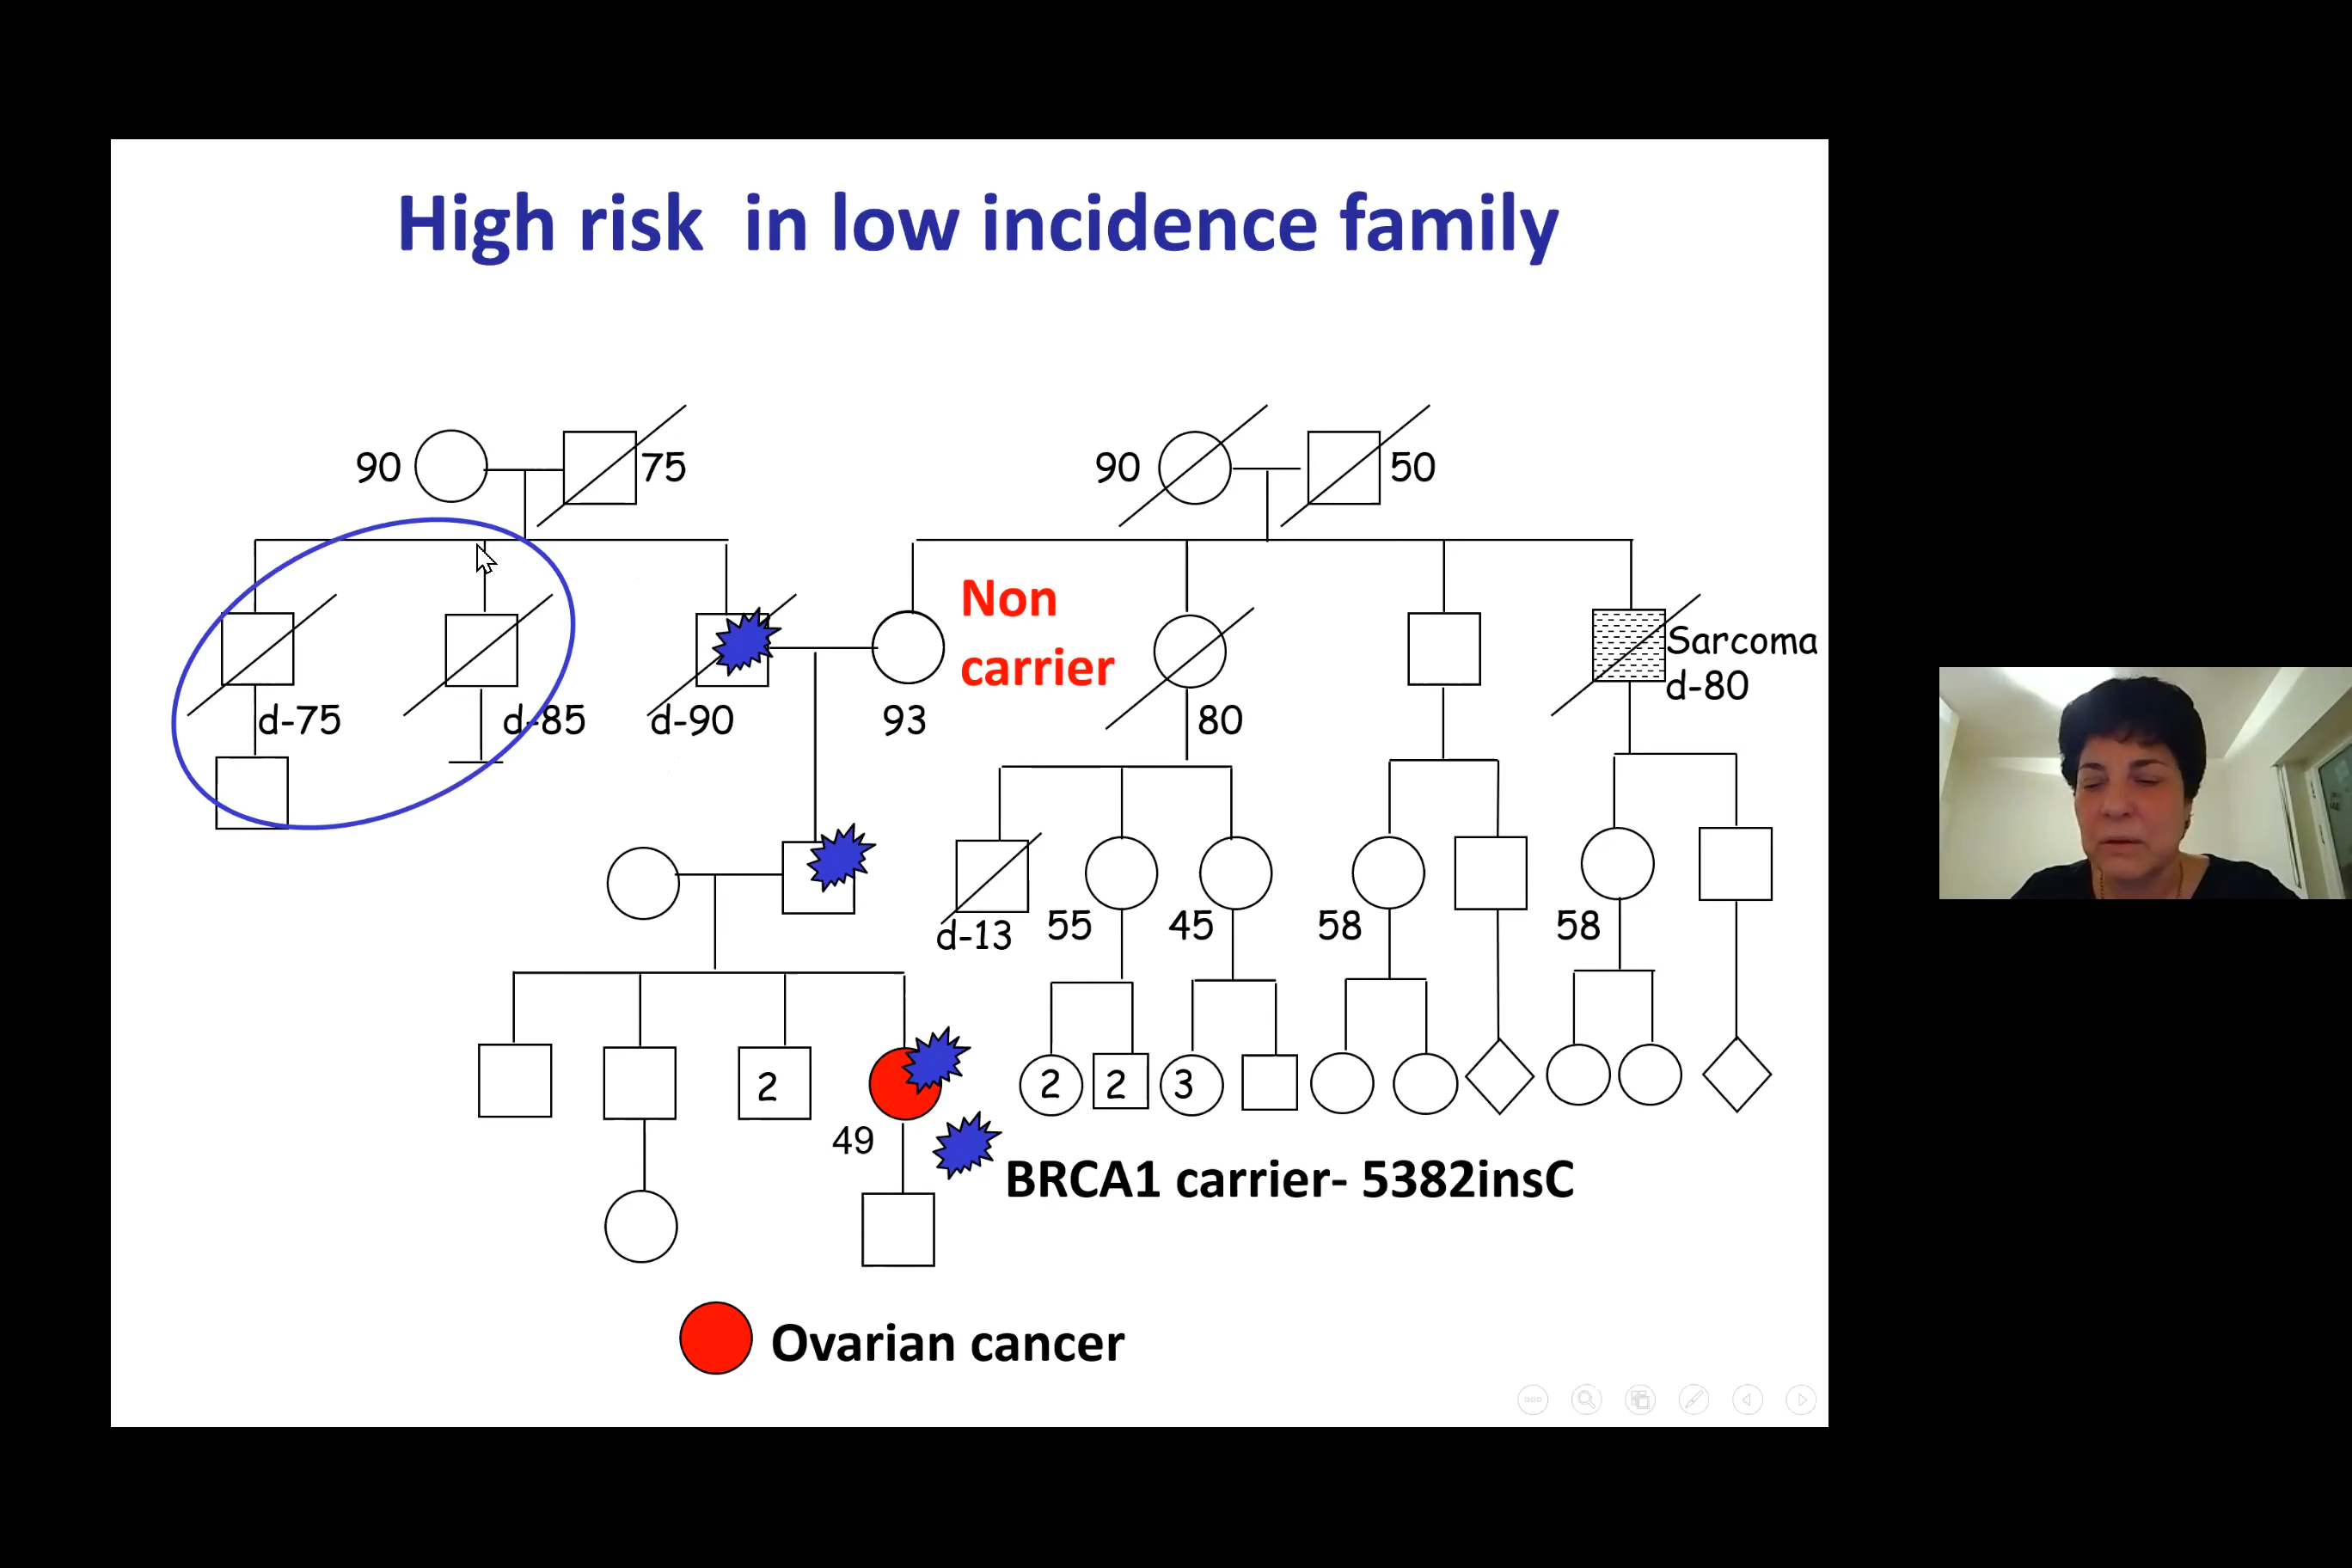 High risk in low incidence family
90
75
90
50
Non
carrier
Sarcoma
d-80
d-75
d-85
d-90
93
80
d-13
55
45
58
58
2
2
2
3
49
BRCA1 carrier- 5382insC
Ovarian cancer